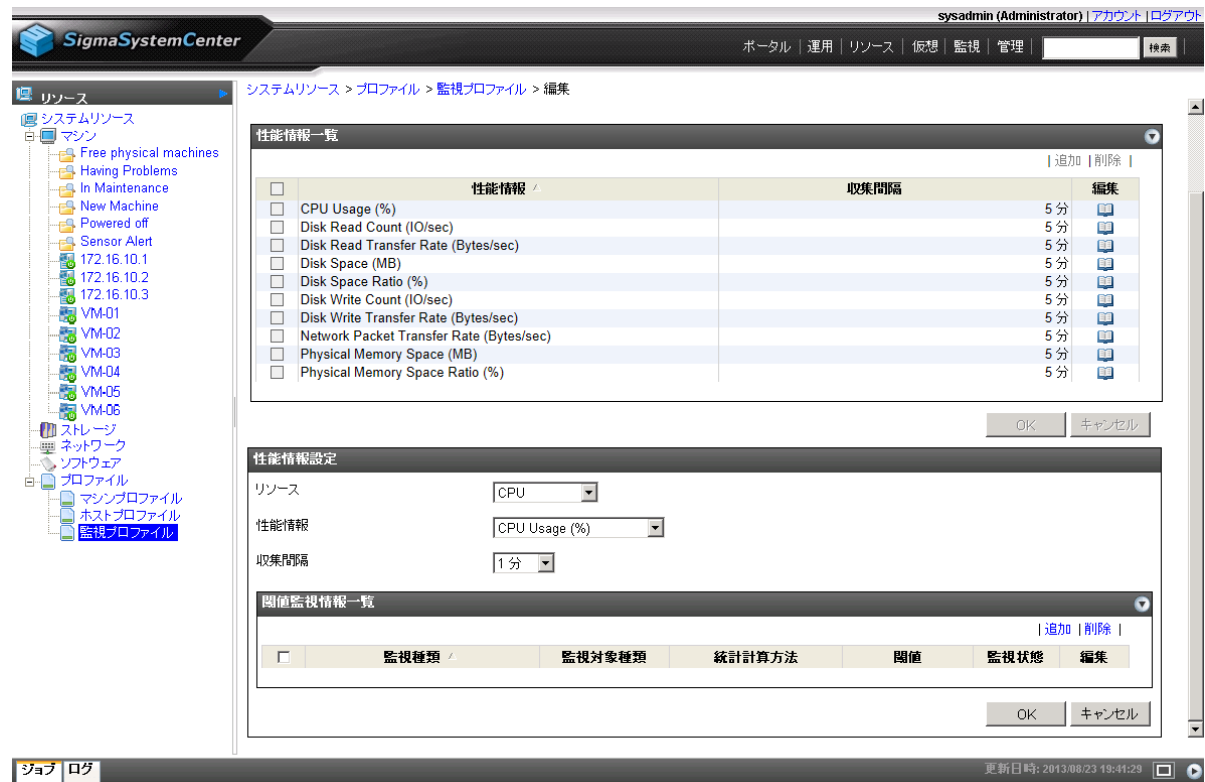 sysadmin (Administrator) | アカウント | ログアウト
SigmaSystemCenter
ポータル | 運用 | リソース | 仮想 | 監視 | 管理 | 検索 |
リソース
システムリソース > プロファイル > 監視プロファイル > 編集
システムリソース
マシン
Free physical machines
Having Problems
In Maintenance
New Machine
Powered off
Sensor Alert
172.16.10.1
172.16.10.2
172.16.10.3
VM-01
VM-02
VM-03
VM-04
VM-05
VM-06
ストレージ
ネットワーク
ソフトウェア
プロファイル
マシンプロファイル
ホストプロファイル
監視プロファイル
性能情報一覧
| 追加 | 削除 |
性能情報 収集間隔 編集
CPU Usage (%) 5 分
Disk Read Count (IO/sec) 5 分
Disk Read Transfer Rate (Bytes/sec) 5 分
Disk Space (MB) 5 分
Disk Space Ratio (%) 5 分
Disk Write Count (IO/sec) 5 分
Disk Write Transfer Rate (Bytes/sec) 5 分
Network Packet Transfer Rate (Bytes/sec) 5 分
Physical Memory Space (MB) 5 分
Physical Memory Space Ratio (%) 5 分
OK キャンセル
性能情報設定
リソース CPU
性能情報 CPU Usage (%)
収集間隔 1 分
閾値監視情報一覧
| 追加 | 削除 |
監視種類 監視対象種類 統計計算方法 閾値 監視状態 編集
OK キャンセル
ジョブ ログ
更新日時: 2013/08/23 19:41:29